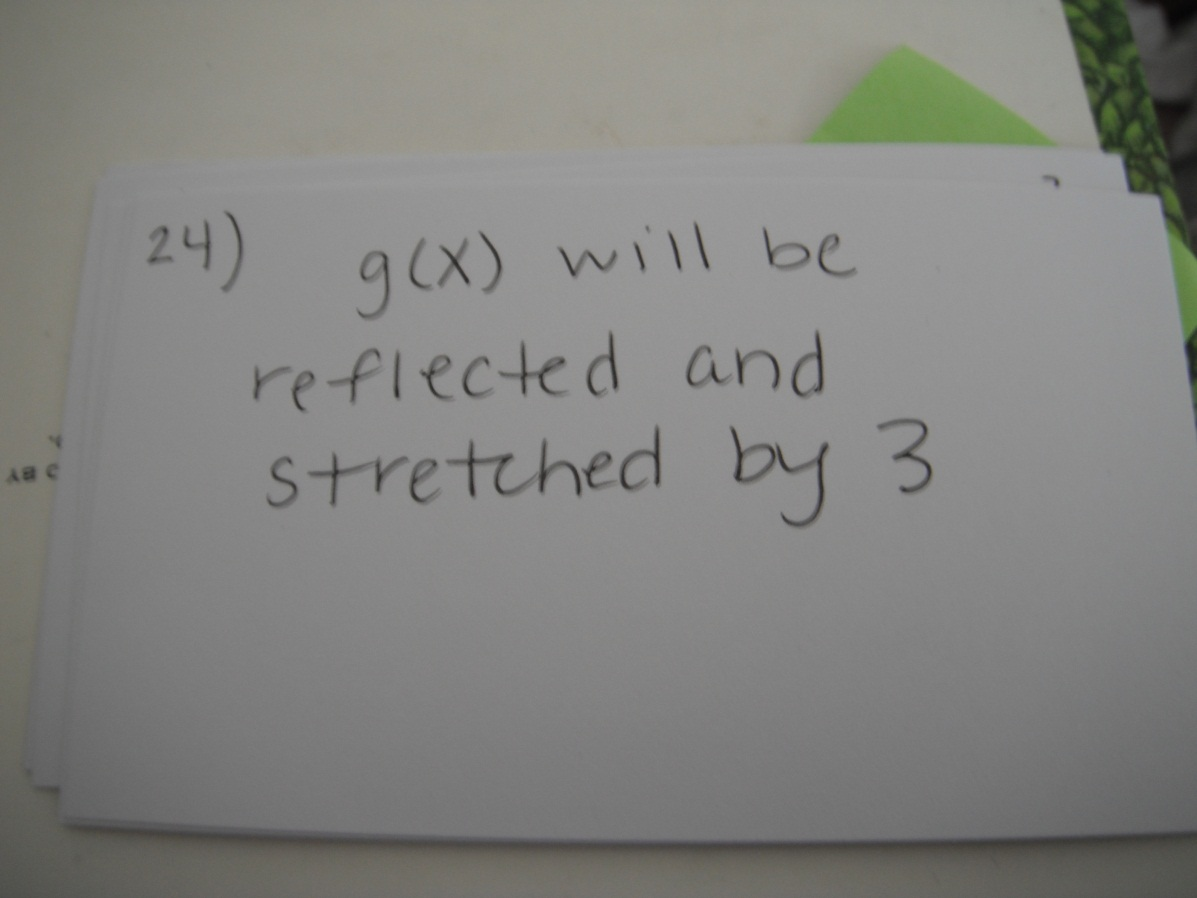 24) g(x) will be
reflected and
stretched by 3